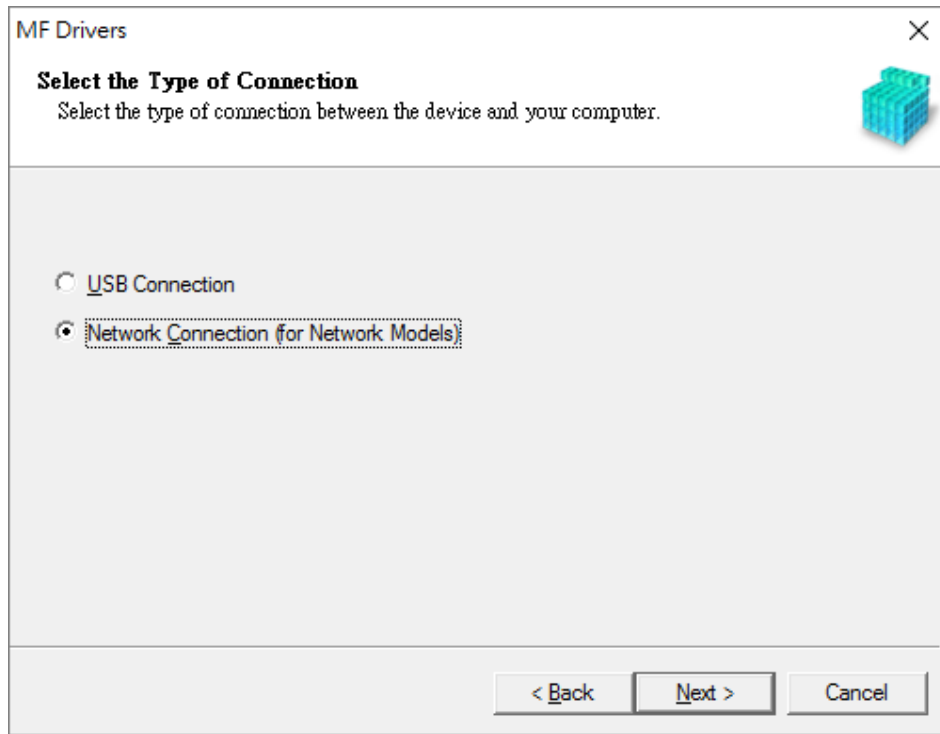 MF Drivers
Select the Type of Connection
Select the type of connection between the device and your computer.
USB Connection
Network Connection (for Network Models)
< Back
Next >
Cancel